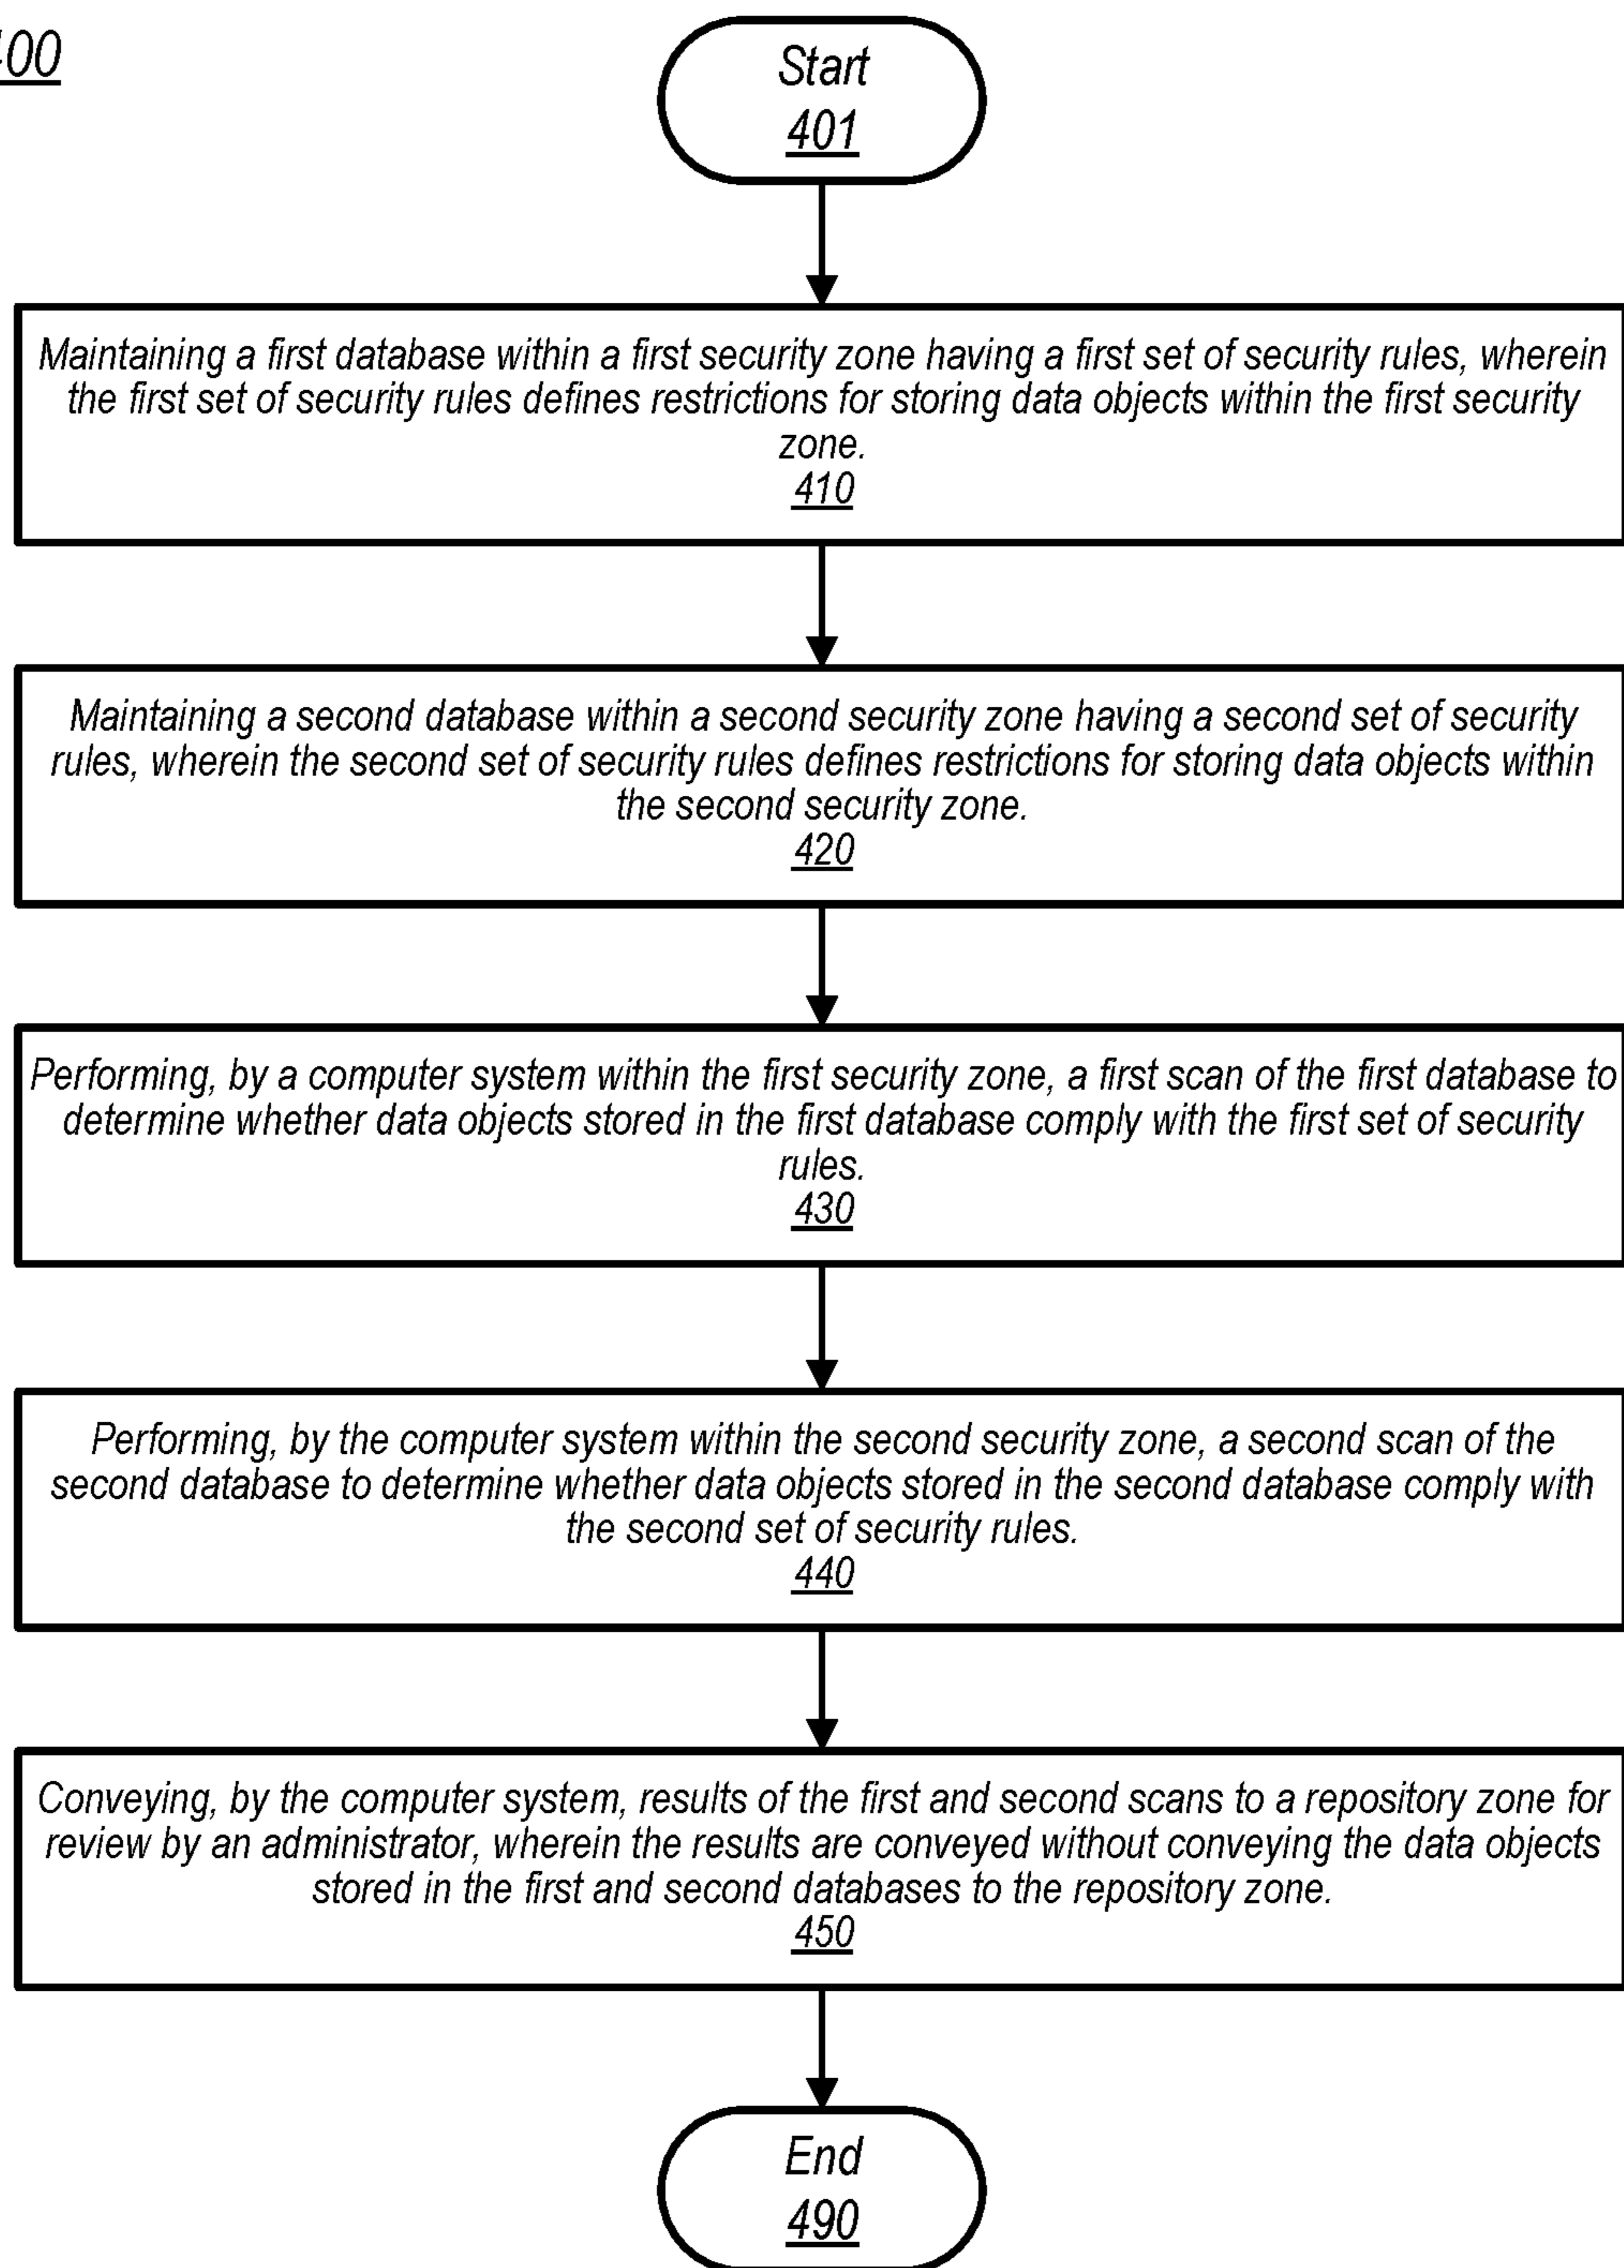 400
Start
401
Maintaining a first database within a first security zone having a first set of security rules, wherein
the first set of security rules defines restrictions for storing data objects within the first security
zone.
410
Maintaining a second database within a second security zone having a second set of security
rules, wherein the second set of security rules defines restrictions for storing data objects within
the second security zone.
420
Performing, by a computer system within the first security zone, a first scan of the first database to
determine whether data objects stored in the first database comply with the first set of security
rules.
430
Performing, by the computer system within the second security zone, a second scan of the
second database to determine whether data objects stored in the second database comply with
the second set of security rules.
440
Conveying, by the computer system, results of the first and second scans to a repository zone for
review by an administrator, wherein the results are conveyed without conveying the data objects
stored in the first and second databases to the repository zone.
450
End
490